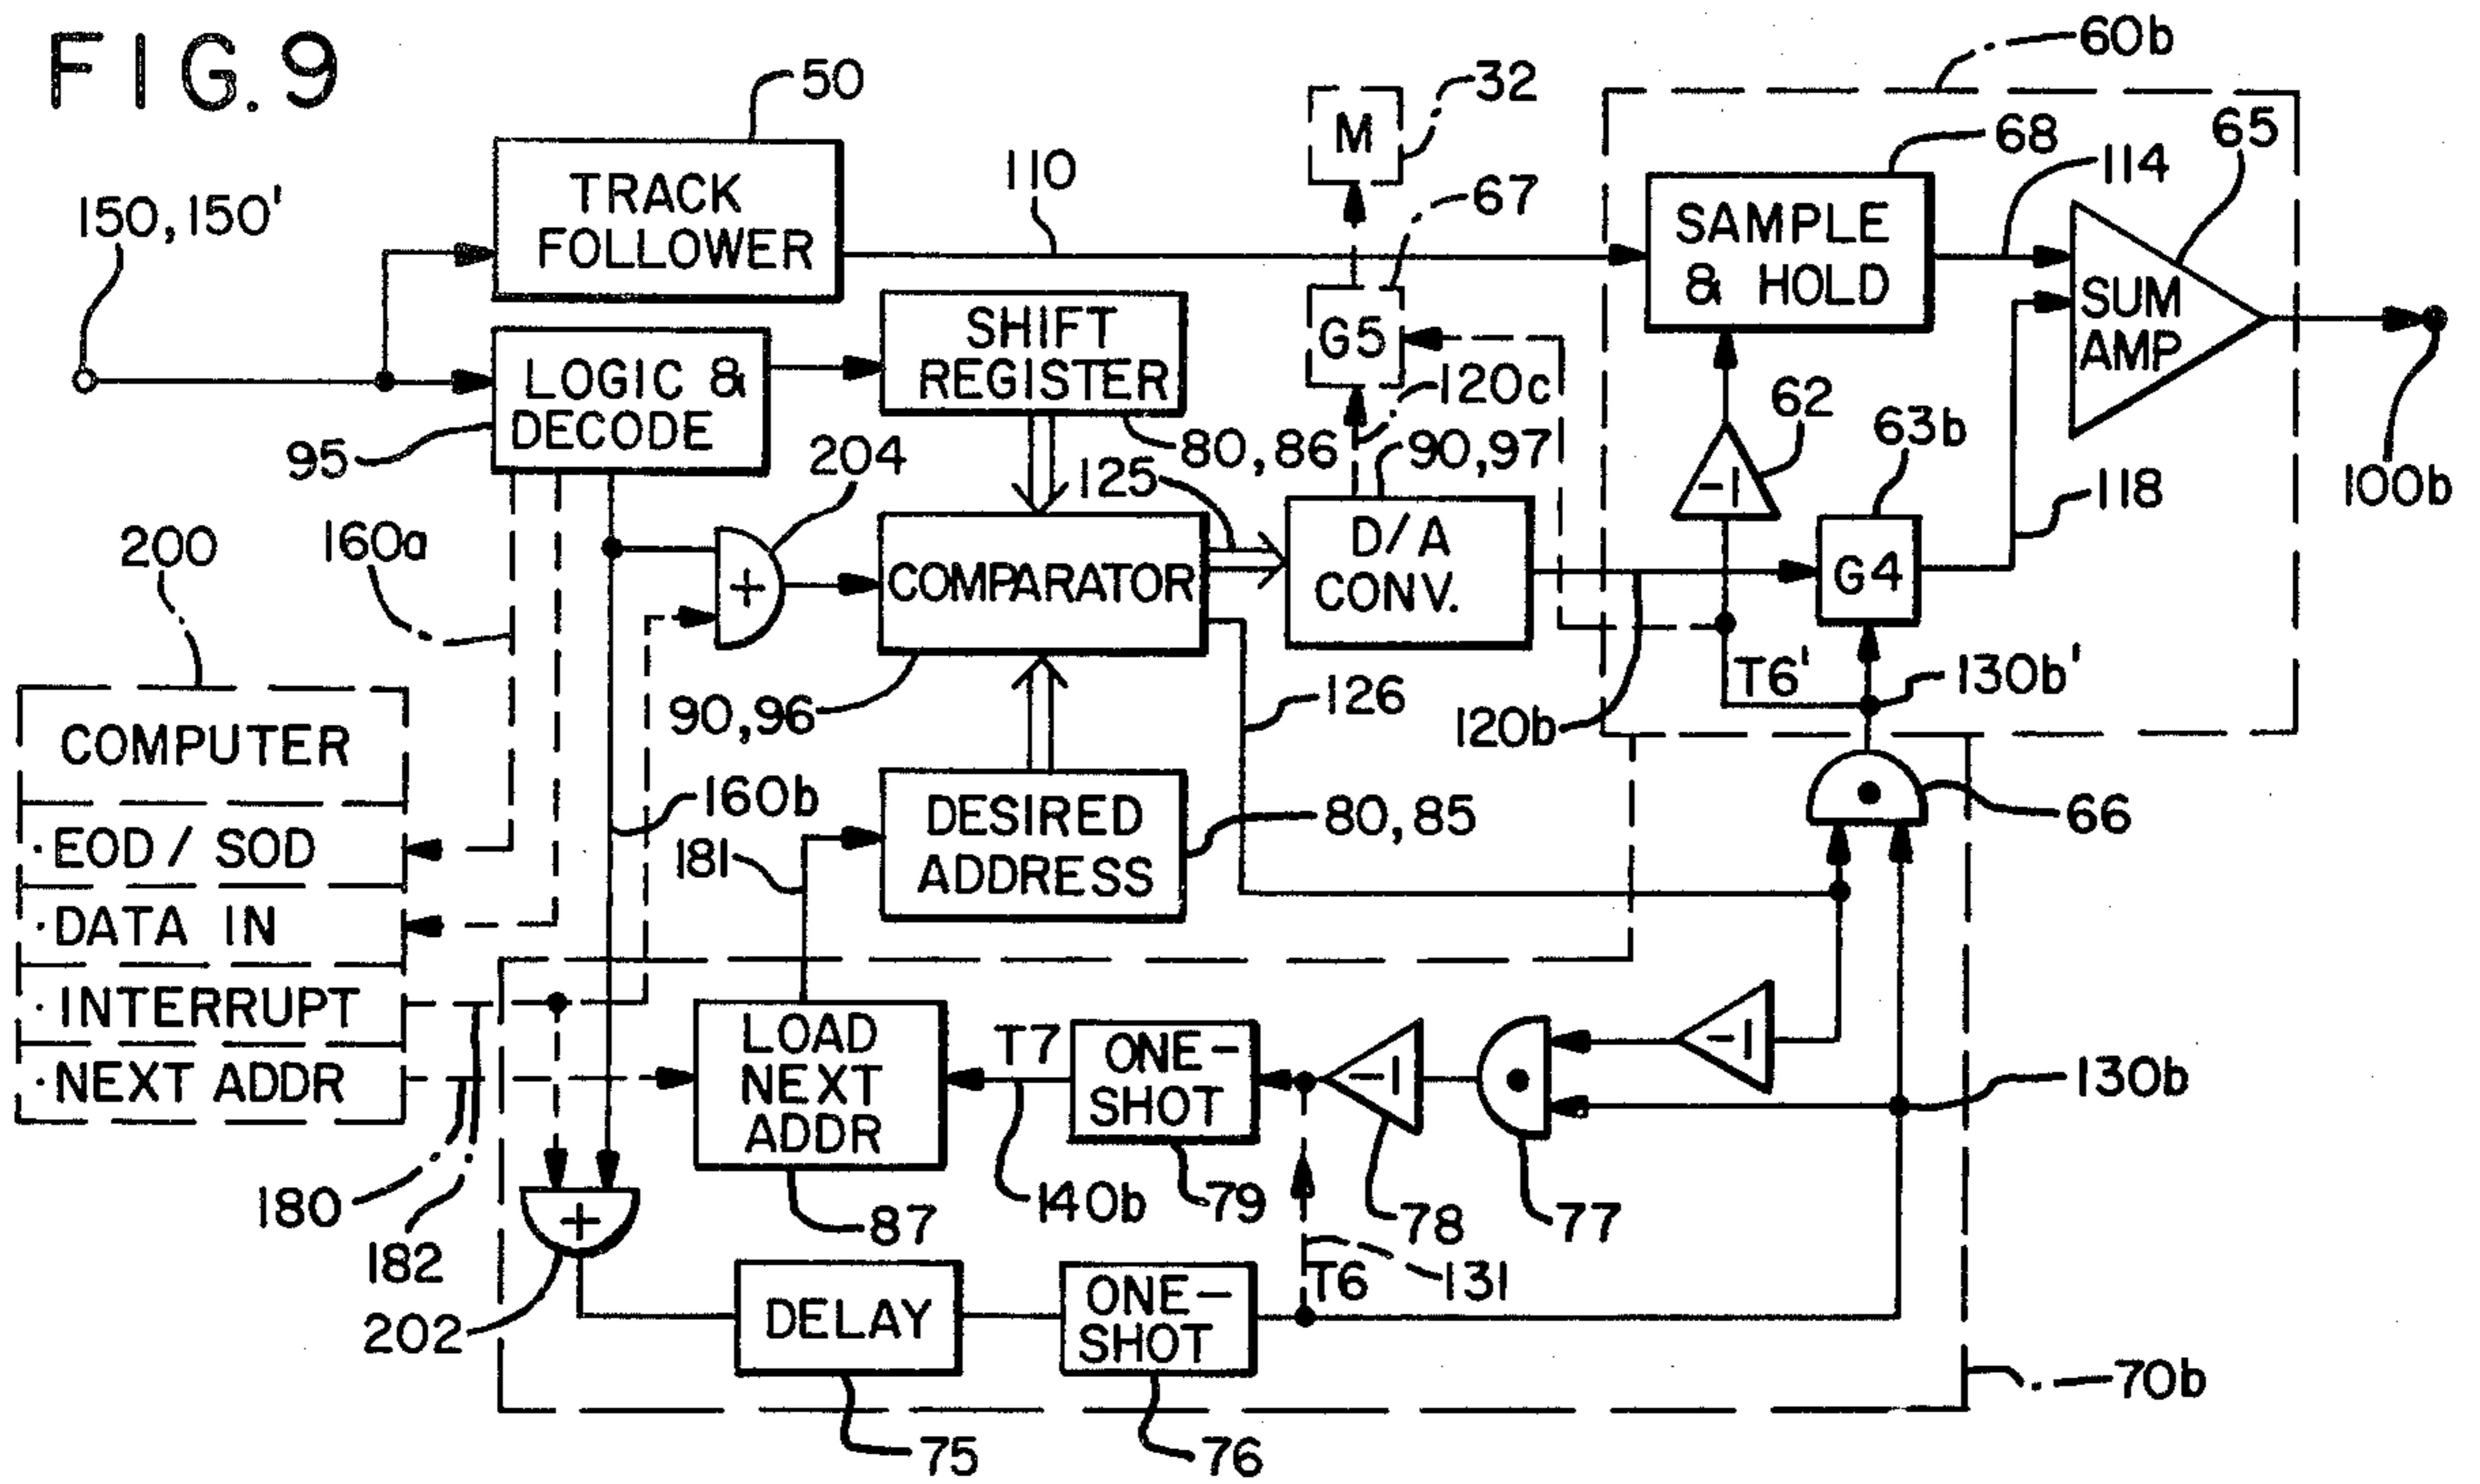 FIG. 9
60b
50
32
M
68
65
TRACK
FOLLOWER
110
67
SAMPLE
& HOLD
114
150, 150'
SHIFT
REGISTER
G5
SUM
AMP
LOGIC &
DECODE
120c
62
63b
95
204
80, 86
90, 97
-1
118
100b
125
200
160a
+
COMPARATOR
D/A
CONV.
G4
90, 96
126
120b
T6'
130b'
COMPUTER
160b
66
181
DESIRED
ADDRESS
80, 85
·EOD / SOD
·DATA IN
·INTERRUPT
·NEXT ADDR
LOAD
NEXT
ADDR
T7
ONE-
SHOT
-1
-1
130b
180
182
87
140b
79
78
77
+
202
DELAY
ONE-
SHOT
T6
131
70b
75
76